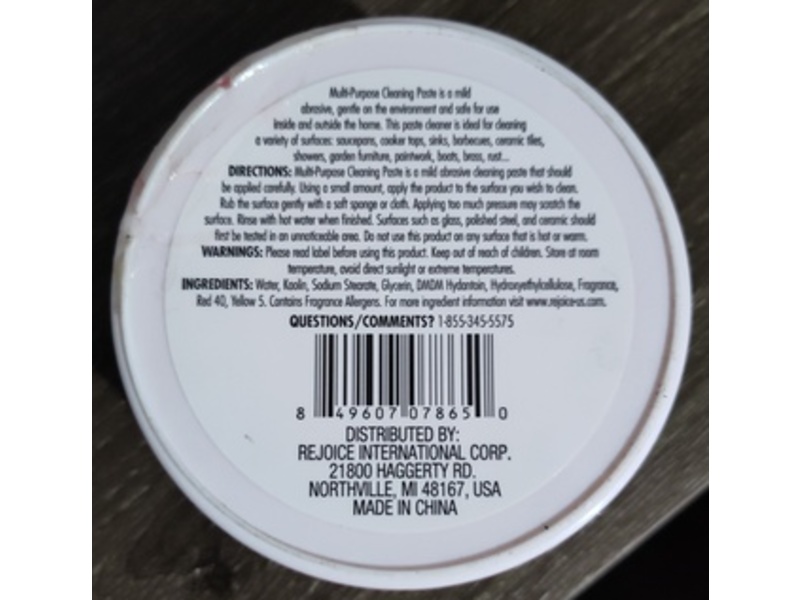 Multi-Purpose Cleaning Paste is a mild
abrasive, gentle on the environment and safe for use
inside and outside the home. This paste cleaner is ideal for cleaning
a variety of surfaces: saucepans, cooker tops, sinks, barbecues, ceramic tiles,
showers, garden furniture, paintwork, boats, brass, rust...
DIRECTIONS: Multi-Purpose Cleaning Paste is a mild abrasive cleaning paste that should
be applied carefully. Using a small amount, apply the product to the surface you wish to clean.
Rub the surface gently with a soft sponge or cloth. Applying too much pressure may scratch the
surface. Rinse with hot water when finished. Surfaces such as glass, polished steel, and ceramic should
first be tested in an unnoticeable area. Do not use this product on any surface that is hot or warm.
WARNINGS: Please read label before using this product. Keep out of reach of children. Store at room
temperature, avoid direct sunlight or extreme temperatures.
INGREDIENTS: Water, Kaolin, Sodium Stearate, Glycerin, DMDM Hydantoin, Hydroxyethylcellulose, Fragrance,
Red 40, Yellow 5. Contains Fragrance Allergens. For more ingredient information visit www.rejoice-us.com.
QUESTIONS/COMMENTS? 1-855-345-5575
8 49607 07865 0
DISTRIBUTED BY:
REJOICE INTERNATIONAL CORP.
21800 HAGGERTY RD.
NORTHVILLE, MI 48167, USA
MADE IN CHINA